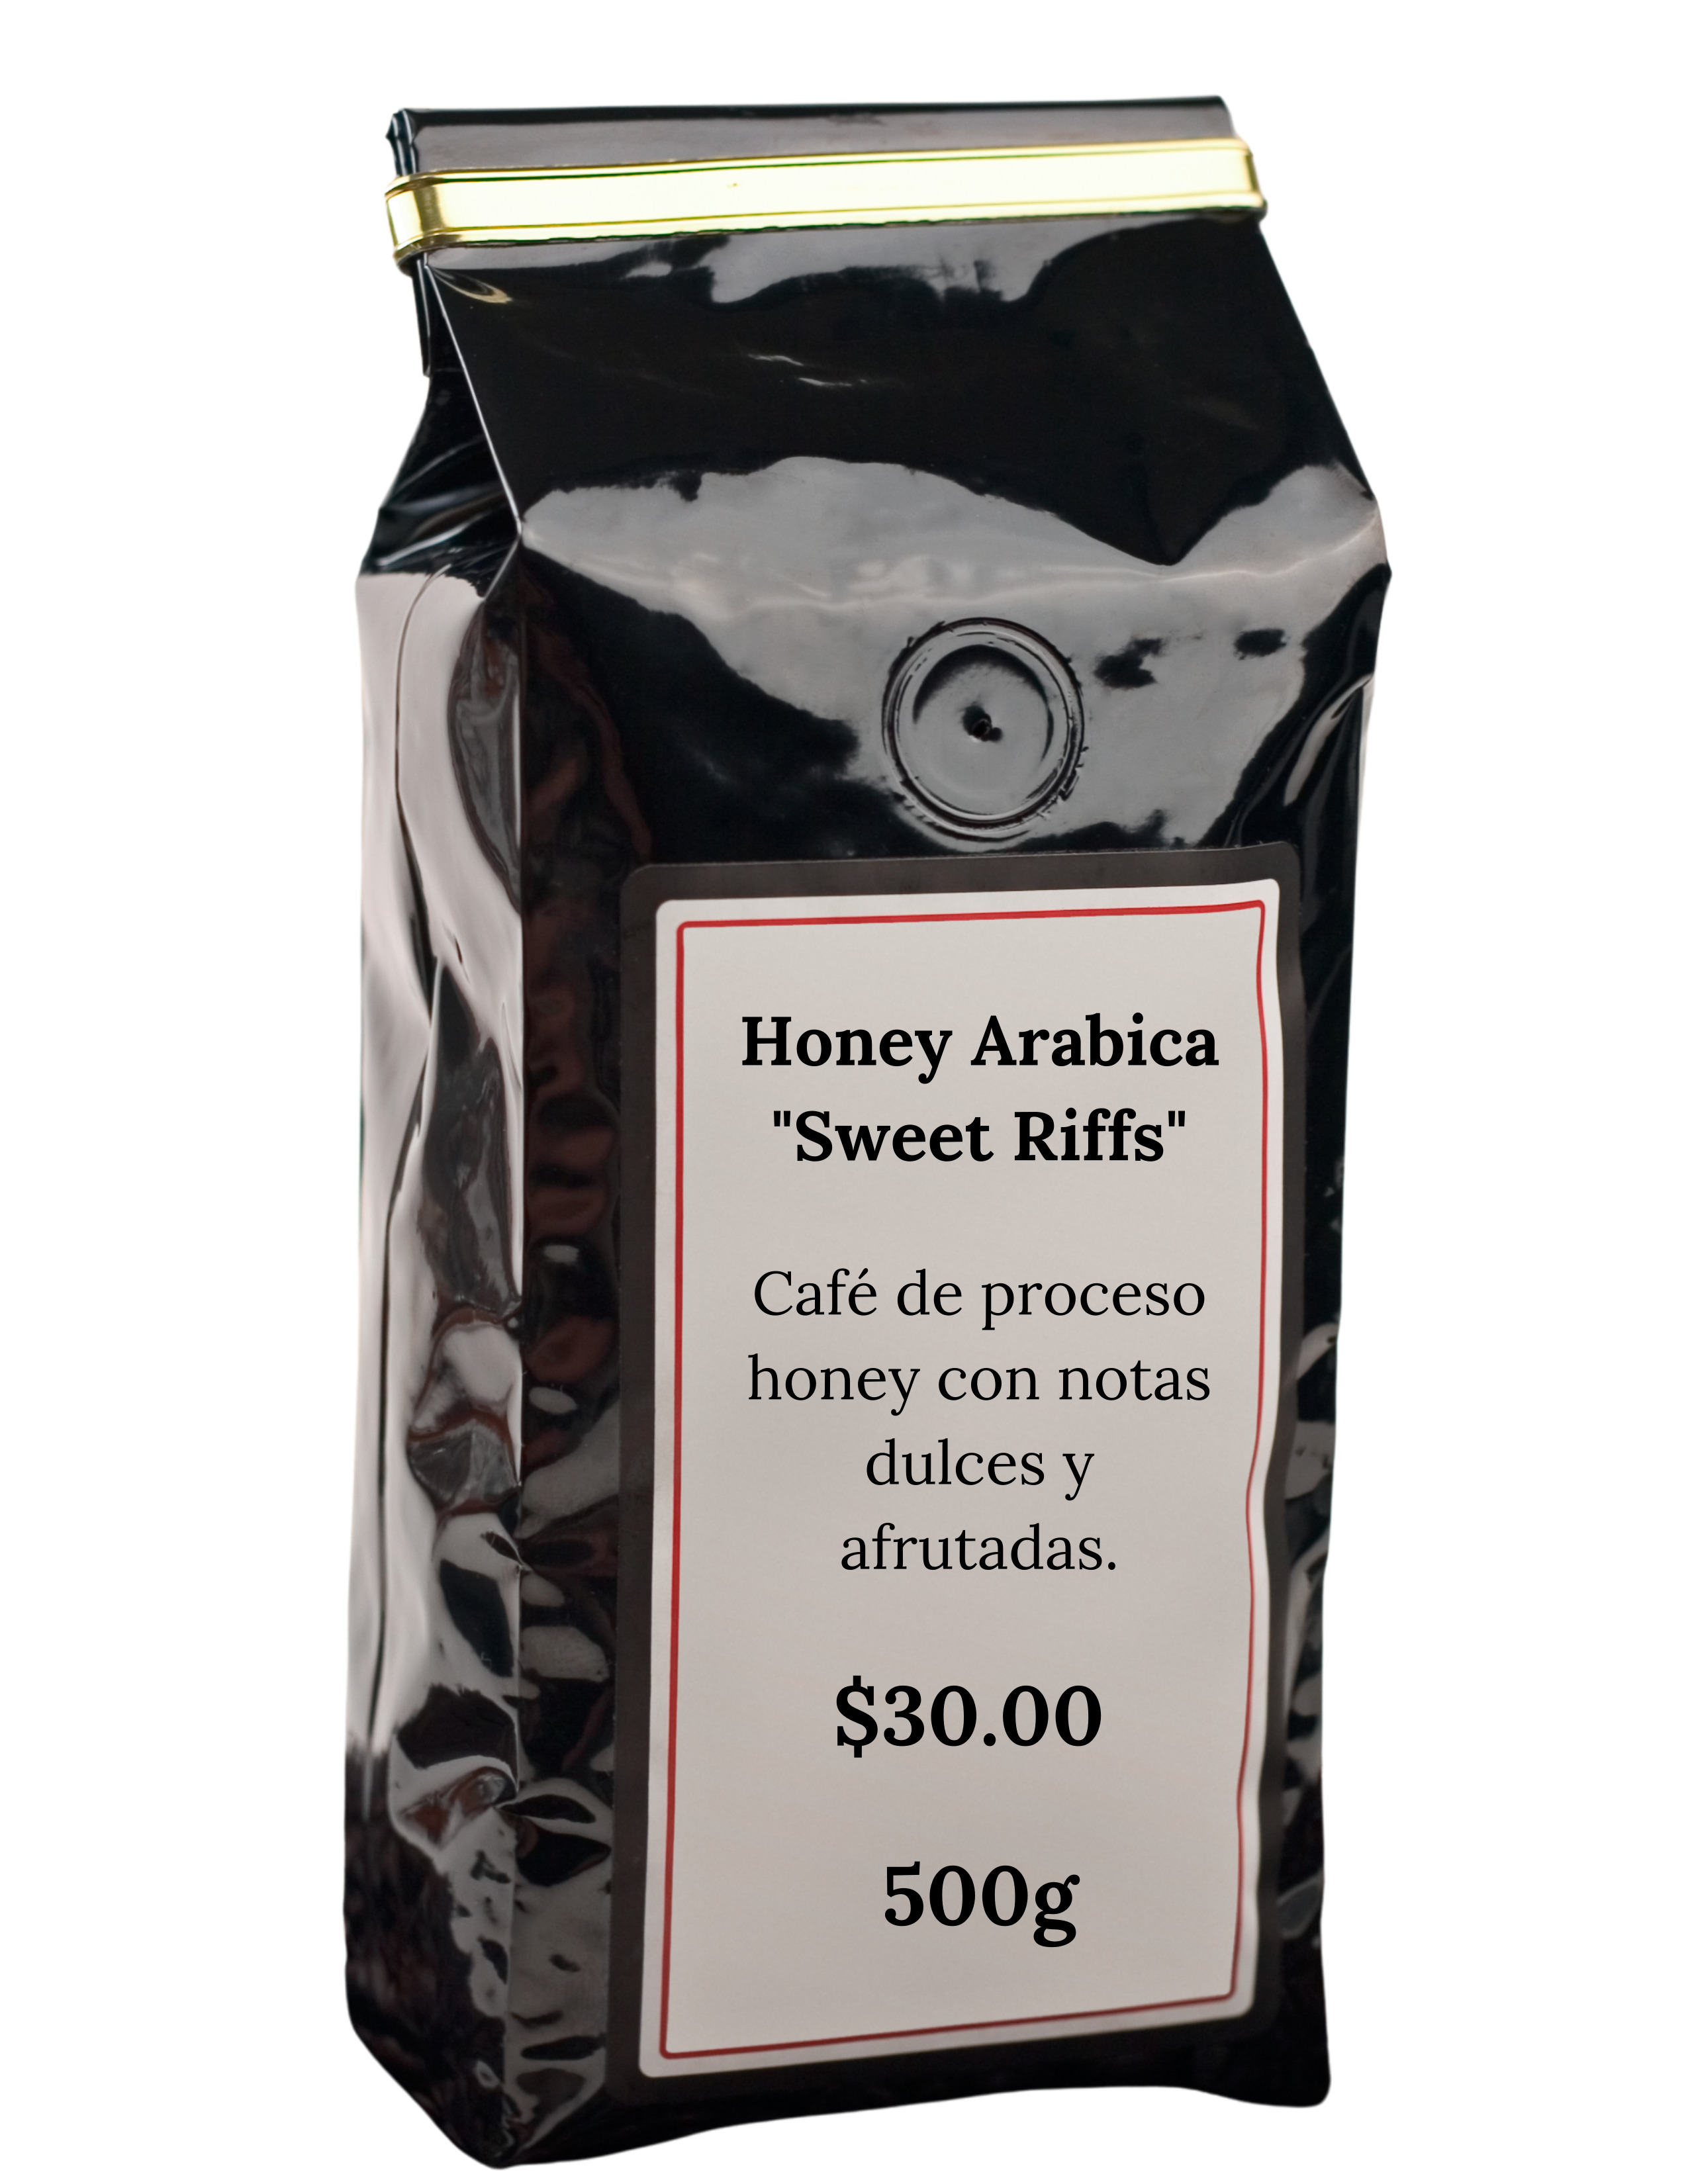 Honey Arabica
"Sweet Riffs"
Café de proceso
honey con notas
dulces y
afrutadas.
$30.00
500g